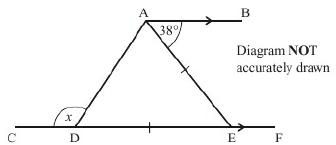 A B
38°
Diagram NOT
accurately drawn
x
C D E F